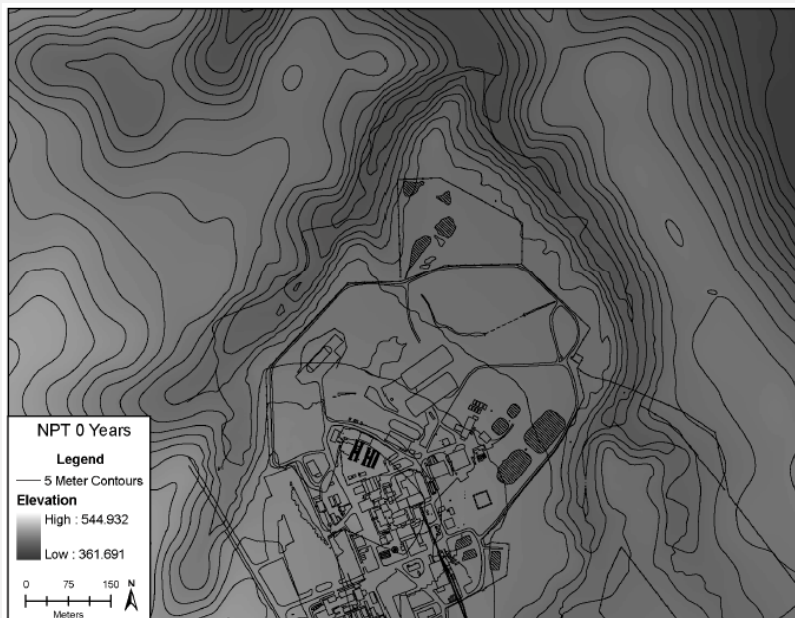 NPT 0 Years
Legend
5 Meter Contours
Elevation
High : 544.932
Low : 361.691
0 75 150 N
Meters